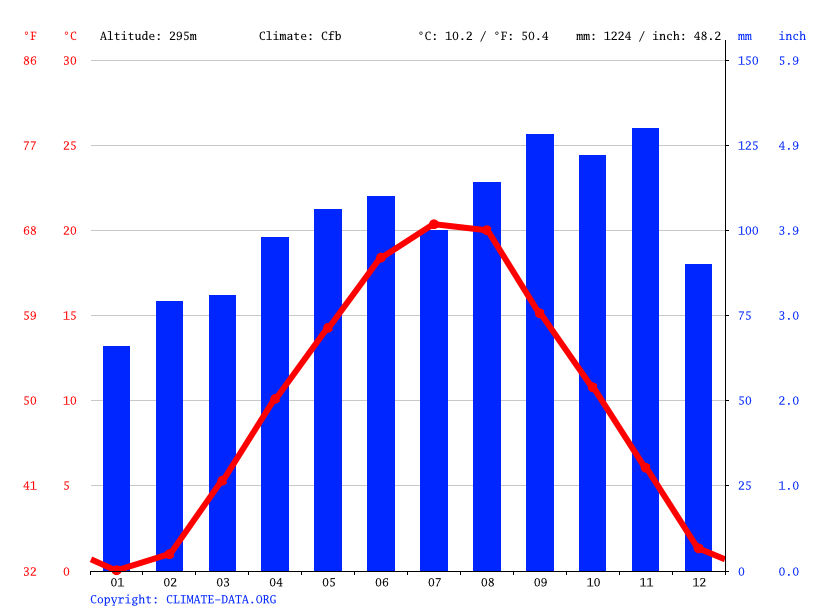 °F °C Altitude: 295m Climate: Cfb °C: 10.2 / °F: 50.4 mm: 1224 / inch: 48.2 mm inch
86 30 150 5.9
77 25 125 4.9
68 20 100 3.9
59 15 75 3.0
50 10 50 2.0
41 5 25 1.0
32 0 0 0.0
01 02 03 04 05 06 07 08 09 10 11 12
Copyright: CLIMATE-DATA.ORG